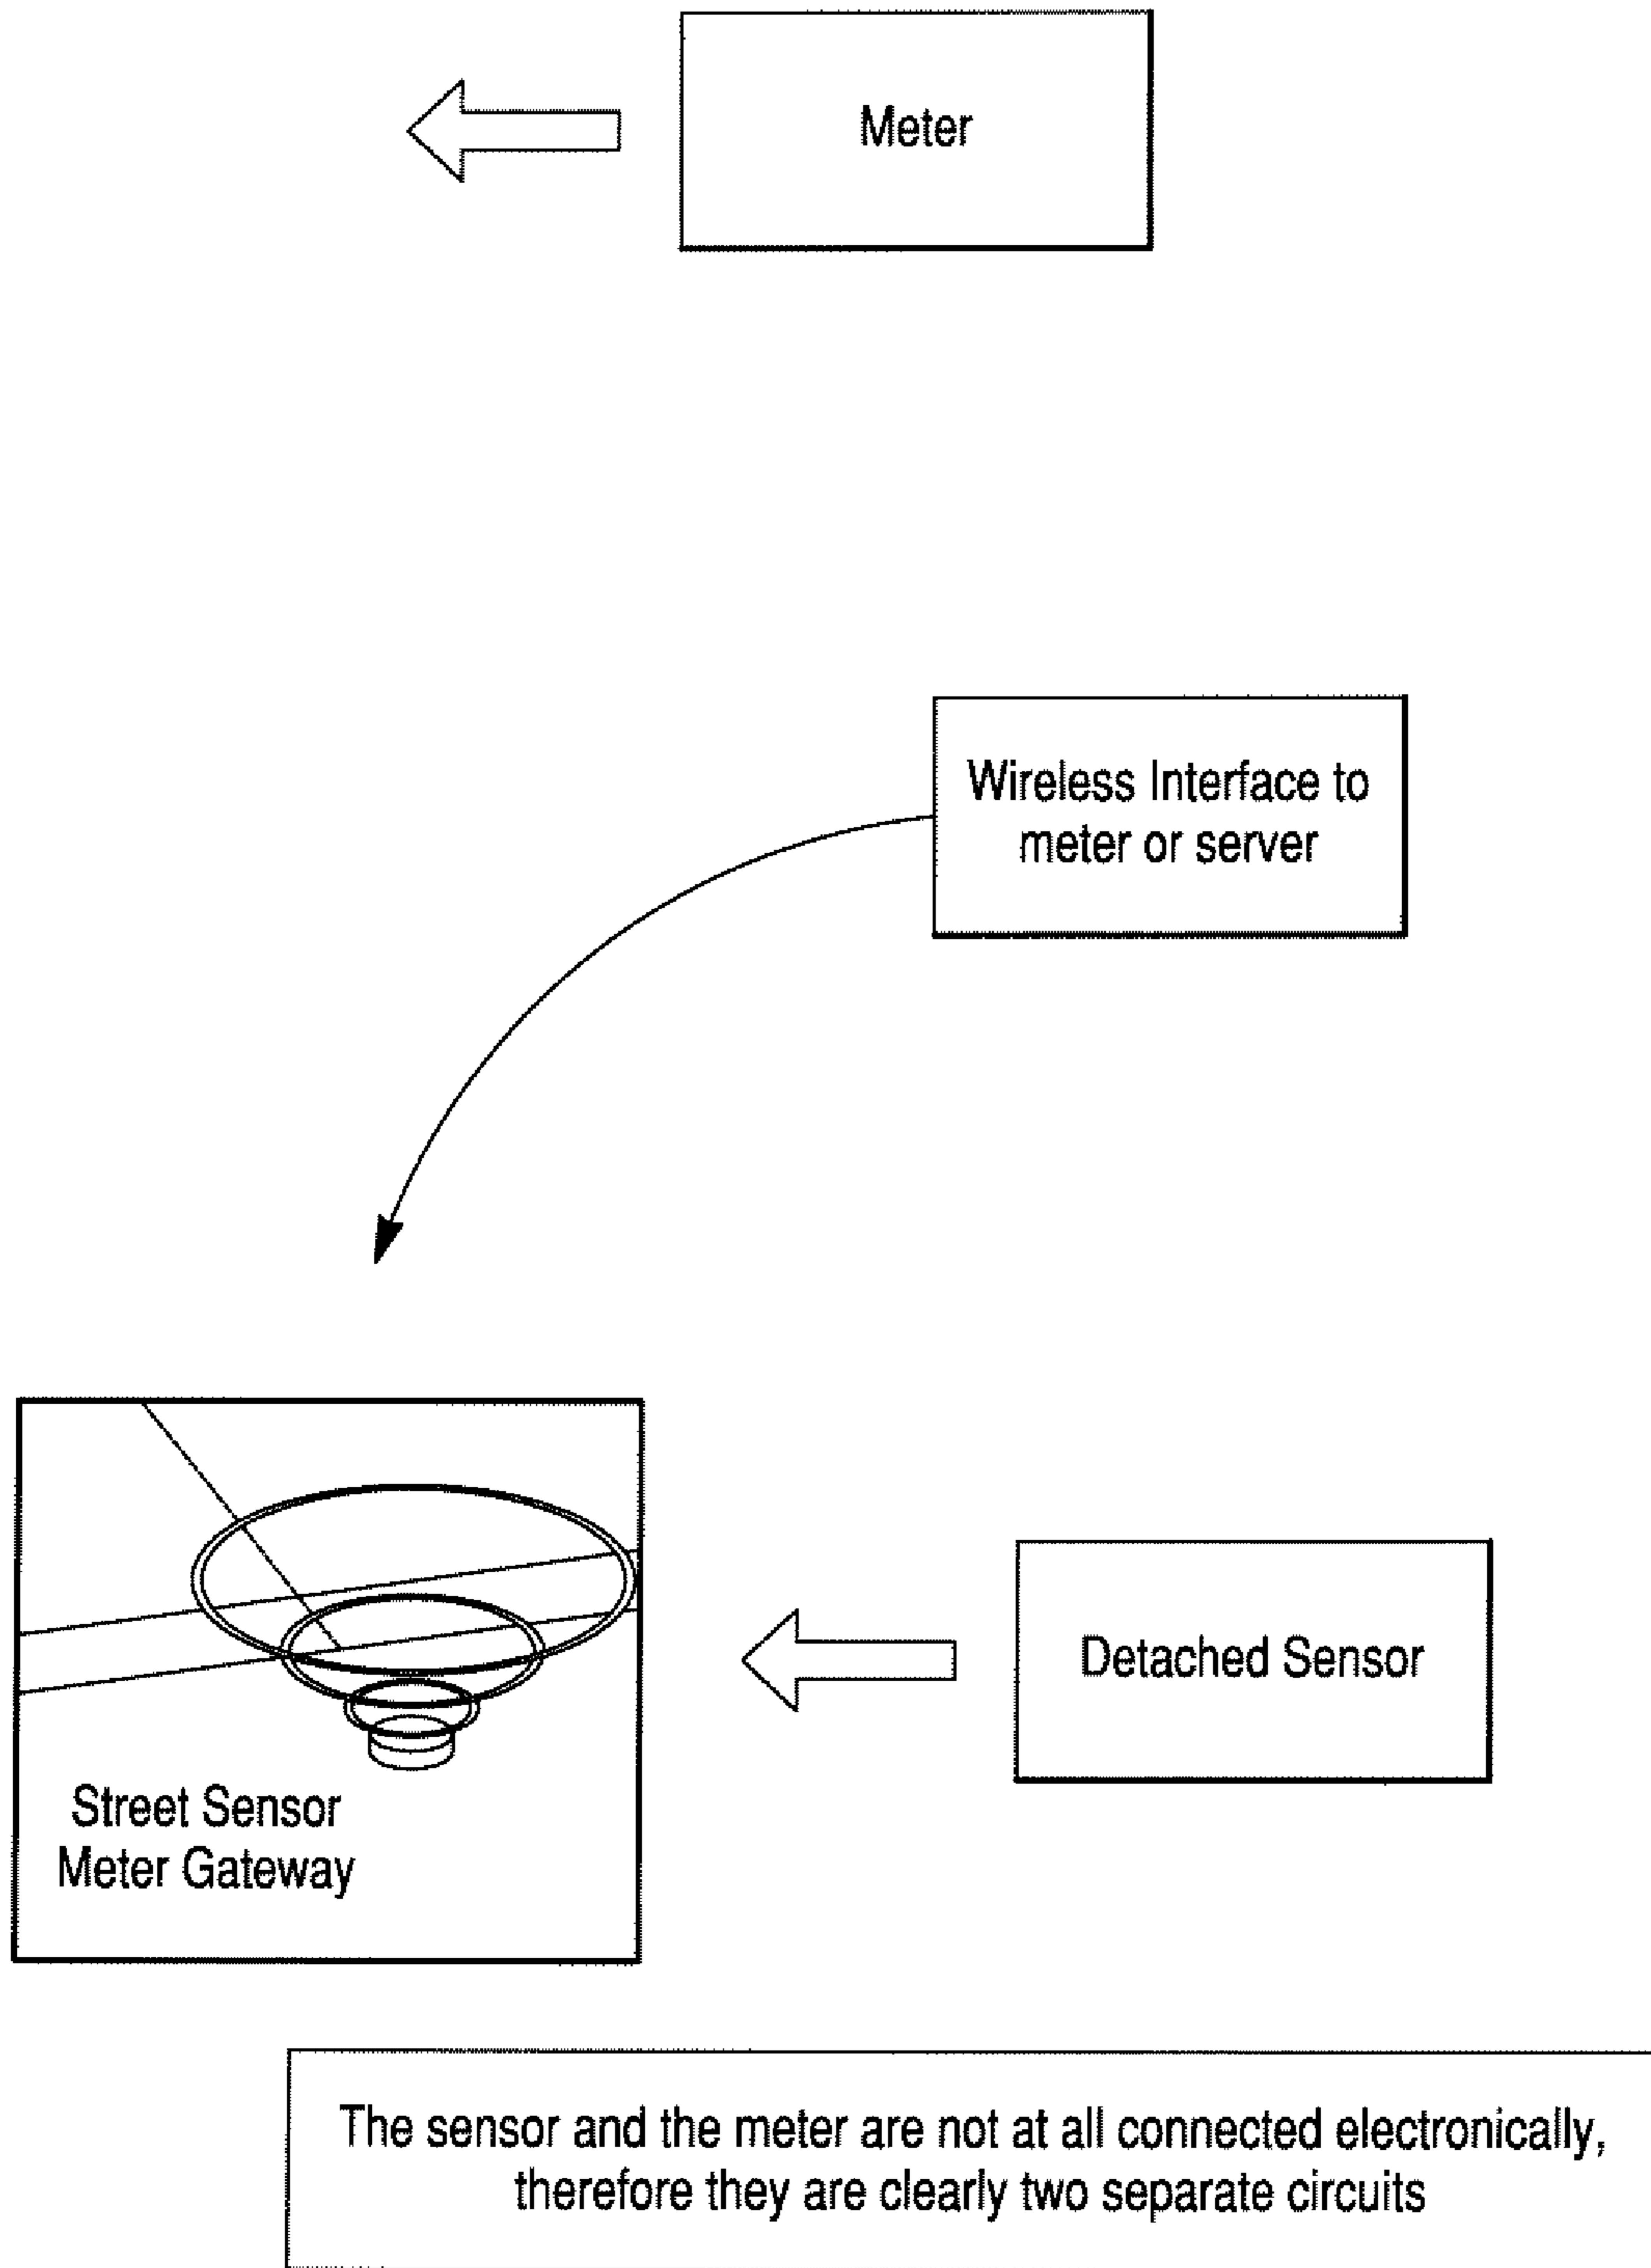 Meter
Wireless Interface to
meter or server
Detached Sensor
Street Sensor
Meter Gateway
The sensor and the meter are not at all connected electronically,
therefore they are clearly two separate circuits